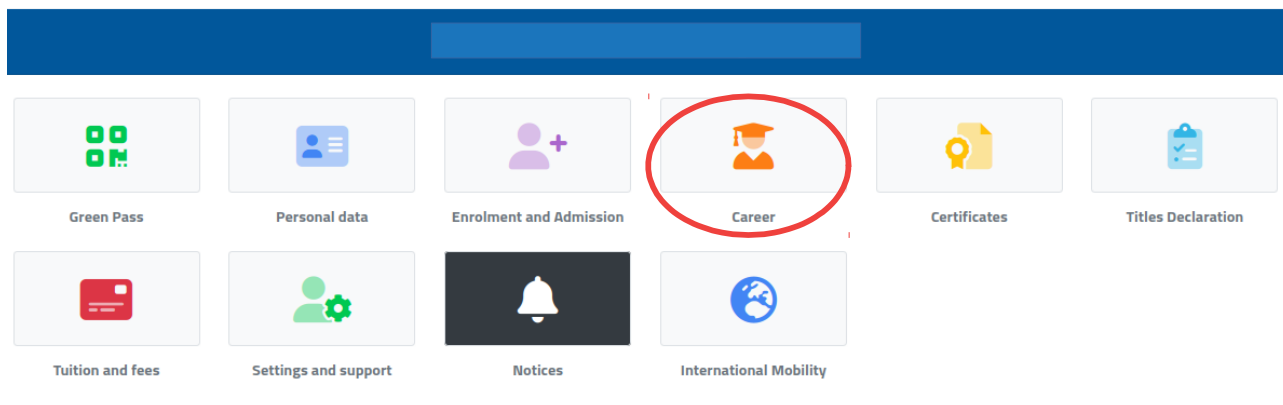 Green Pass
Personal data
Enrolment and Admission
Career
Certificates
Titles Declaration
Tuition and fees
Settings and support
Notices
International Mobility